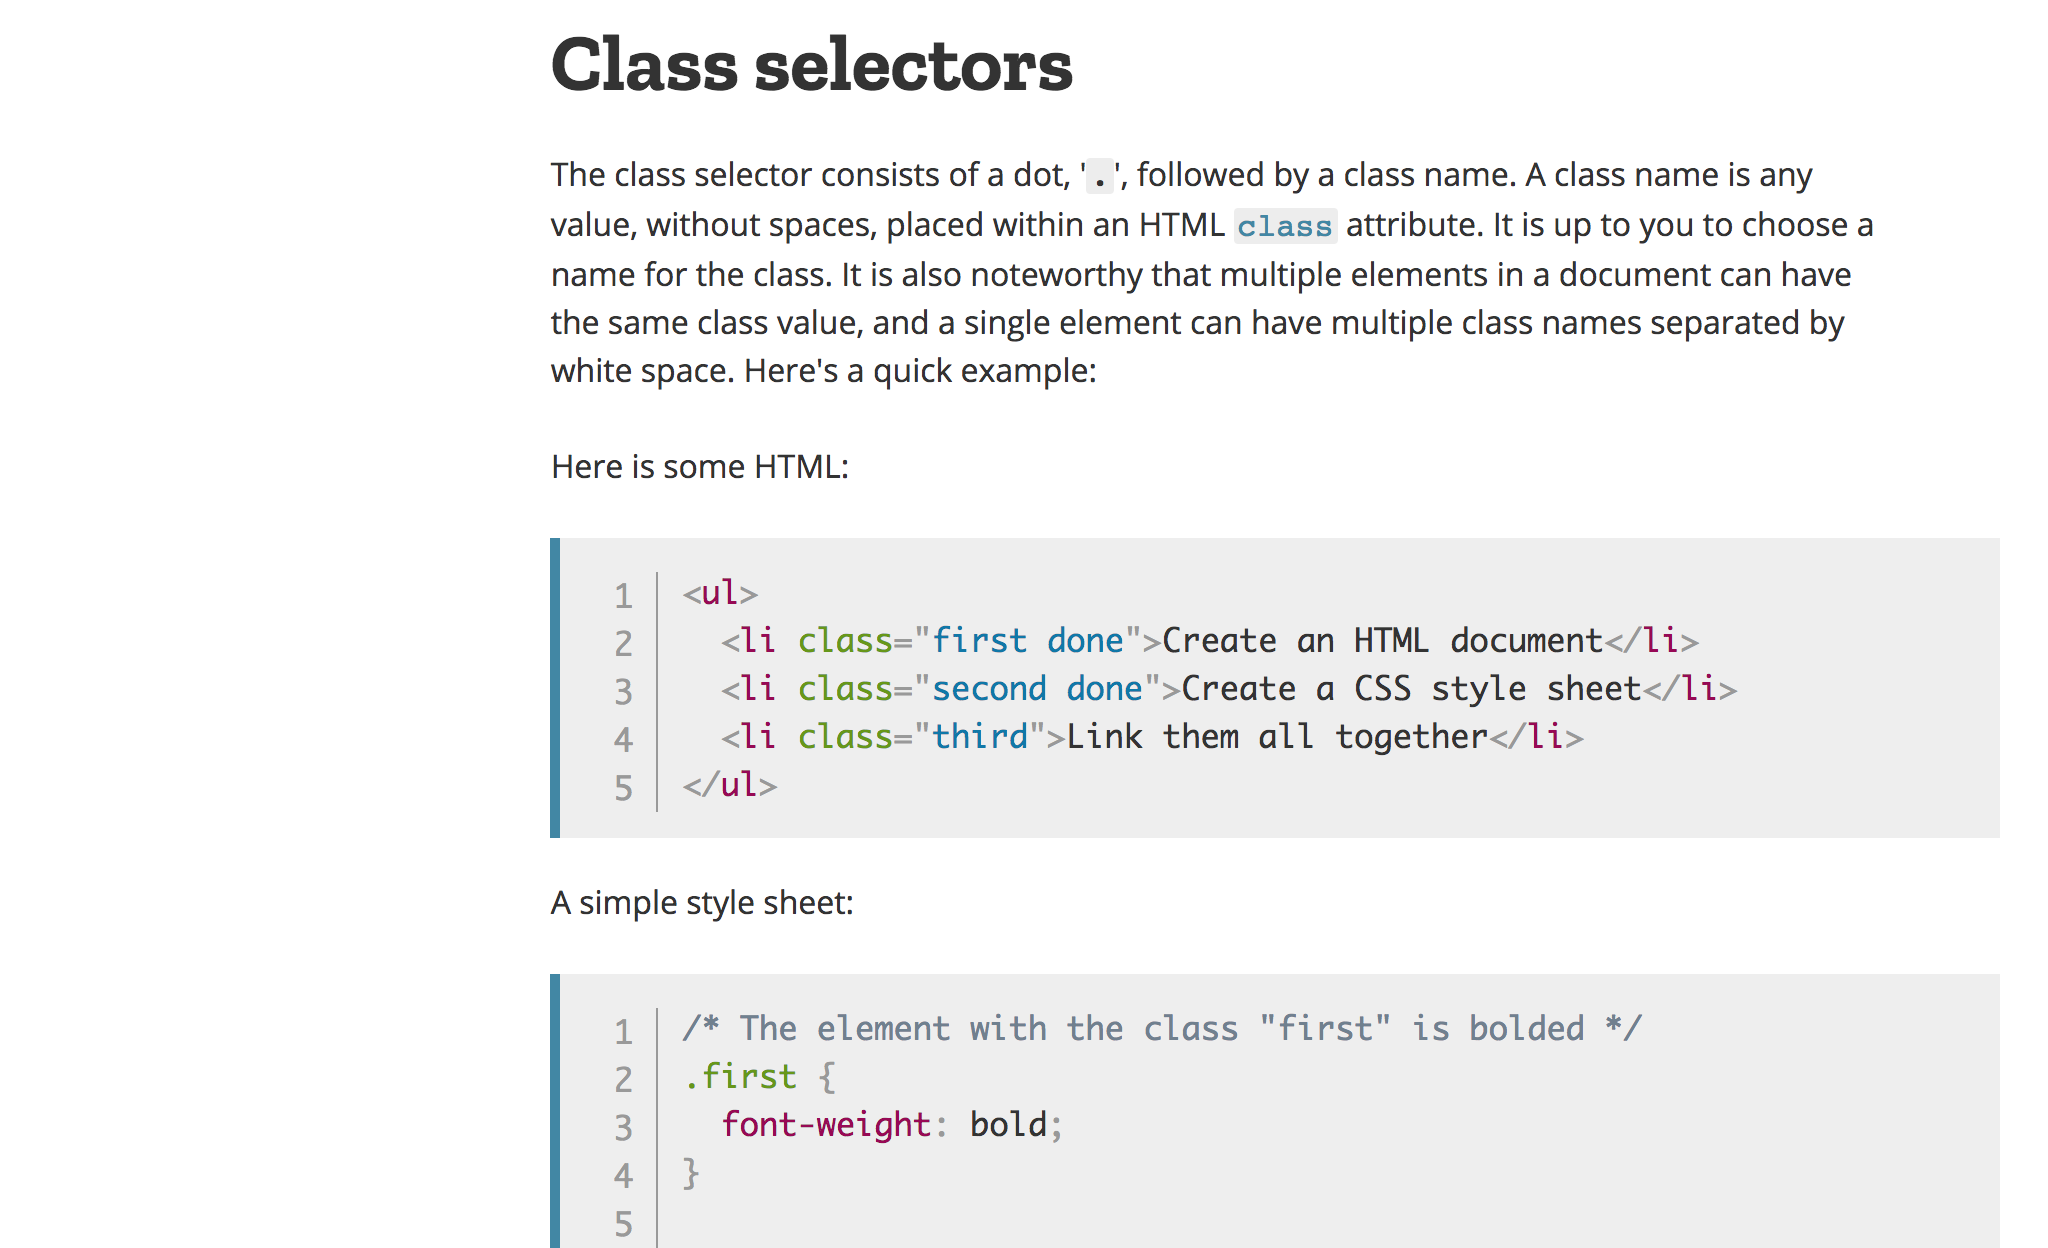 Class selectors
The class selector consists of a dot, '.', followed by a class name. A class name is any
value, without spaces, placed within an HTML class attribute. It is up to you to choose a
name for the class. It is also noteworthy that multiple elements in a document can have
the same class value, and a single element can have multiple class names separated by
white space. Here's a quick example:
Here is some HTML:
1 <ul>
2   <li class="first done">Create an HTML document</li>
3   <li class="second done">Create a CSS style sheet</li>
4   <li class="third">Link them all together</li>
5 </ul>
A simple style sheet:
1 /* The element with the class "first" is bolded */
2 .first {
3   font-weight: bold;
4 }
5